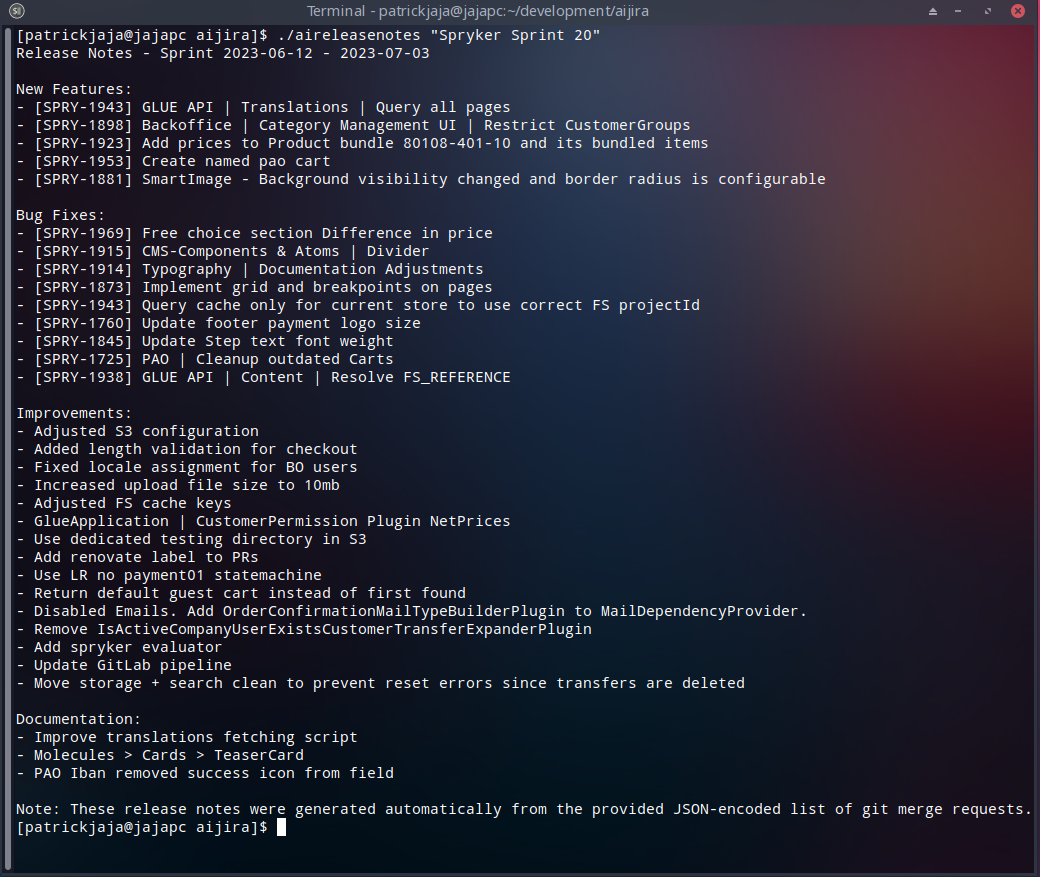 Terminal - patrickjaja@jajapc:~/development/aijira
[patrickjaja@jajapc aijira]$ ./aireleasenotes "Spryker Sprint 20"
Release Notes - Sprint 2023-06-12 - 2023-07-03
New Features:
- [SPRY-1943] GLUE API | Translations | Query all pages
- [SPRY-1898] Backoffice | Category Management UI | Restrict CustomerGroups
- [SPRY-1923] Add prices to Product bundle 80108-401-10 and its bundled items
- [SPRY-1953] Create named pao cart
- [SPRY-1881] SmartImage - Background visibility changed and border radius is configurable
Bug Fixes:
- [SPRY-1969] Free choice section Difference in price
- [SPRY-1915] CMS-Components & Atoms | Divider
- [SPRY-1914] Typography | Documentation Adjustments
- [SPRY-1873] Implement grid and breakpoints on pages
- [SPRY-1943] Query cache only for current store to use correct FS projectId
- [SPRY-1760] Update footer payment logo size
- [SPRY-1845] Update Step text font weight
- [SPRY-1725] PAO | Cleanup outdated Carts
- [SPRY-1938] GLUE API | Content | Resolve FS_REFERENCE
Improvements:
- Adjusted S3 configuration
- Added length validation for checkout
- Fixed locale assignment for BO users
- Increased upload file size to 10mb
- Adjusted FS cache keys
- GlueApplication | CustomerPermission Plugin NetPrices
- Use dedicated testing directory in S3
- Add renovate label to PRs
- Use LR no payment01 statemachine
- Return default guest cart instead of first found
- Disabled Emails. Add OrderConfirmationMailTypeBuilderPlugin to MailDependencyProvider.
- Remove IsActiveCompanyUserExistsCustomerTransferExpanderPlugin
- Add spryker evaluator
- Update GitLab pipeline
- Move storage + search clean to prevent reset errors since transfers are deleted
Documentation:
- Improve translations fetching script
- Molecules > Cards > TeaserCard
- PAO Iban removed success icon from field
Note: These release notes were generated automatically from the provided JSON-encoded list of git merge requests.
[patrickjaja@jajapc aijira]$